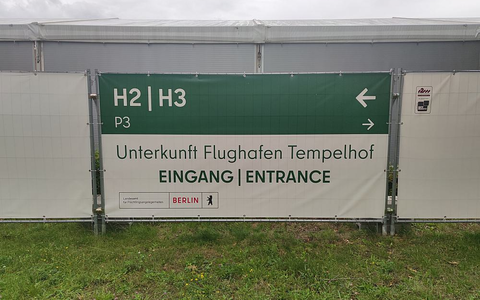 H2 | H3 ←
P3 →
Unterkunft Flughafen Tempelhof
EINGANG | ENTRANCE
BERLIN